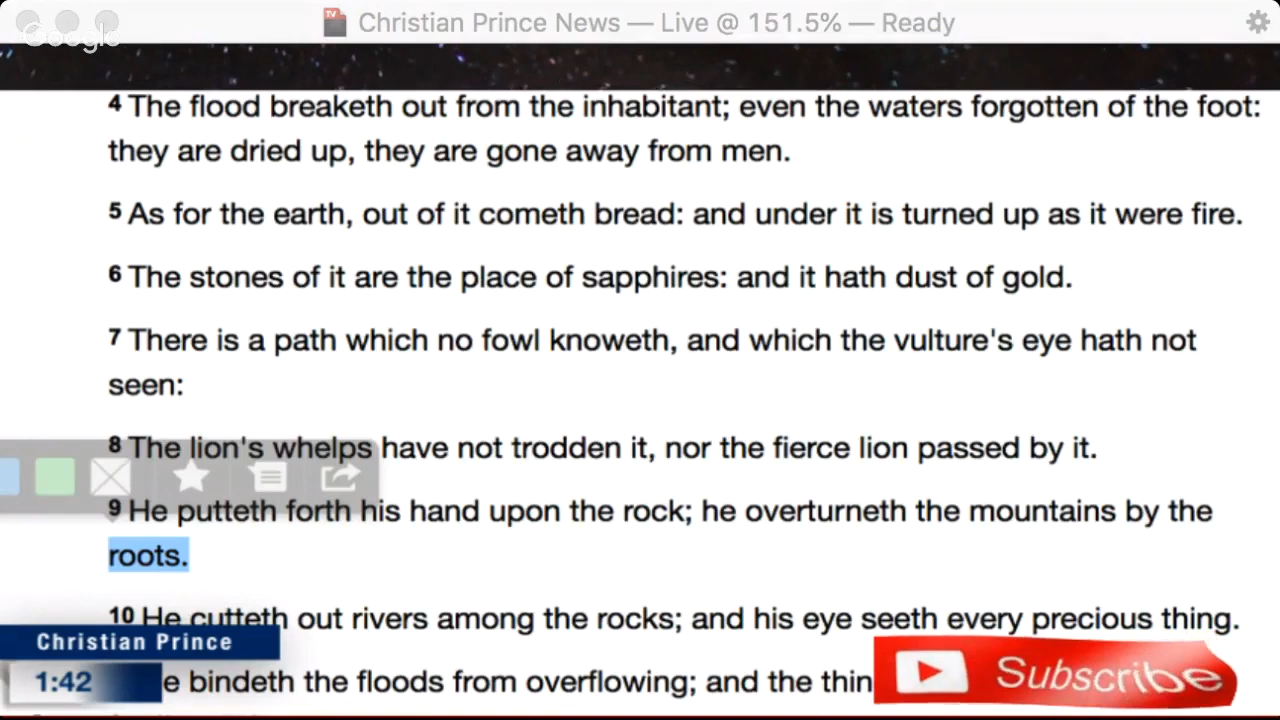 Christian Prince News — Live @ 151.5% — Ready
Google
4 The flood breaketh out from the inhabitant; even the waters forgotten of the foot:
they are dried up, they are gone away from men.
5 As for the earth, out of it cometh bread: and under it is turned up as it were fire.
6 The stones of it are the place of sapphires: and it hath dust of gold.
7 There is a path which no fowl knoweth, and which the vulture's eye hath not
seen:
8 The lion's whelps have not trodden it, nor the fierce lion passed by it.
9 He putteth forth his hand upon the rock; he overturneth the mountains by the
roots.
10 He cutteth out rivers among the rocks; and his eye seeth every precious thing.
Christian Prince
1:42
e bindeth the floods from overflowing; and the thin
Subscribe